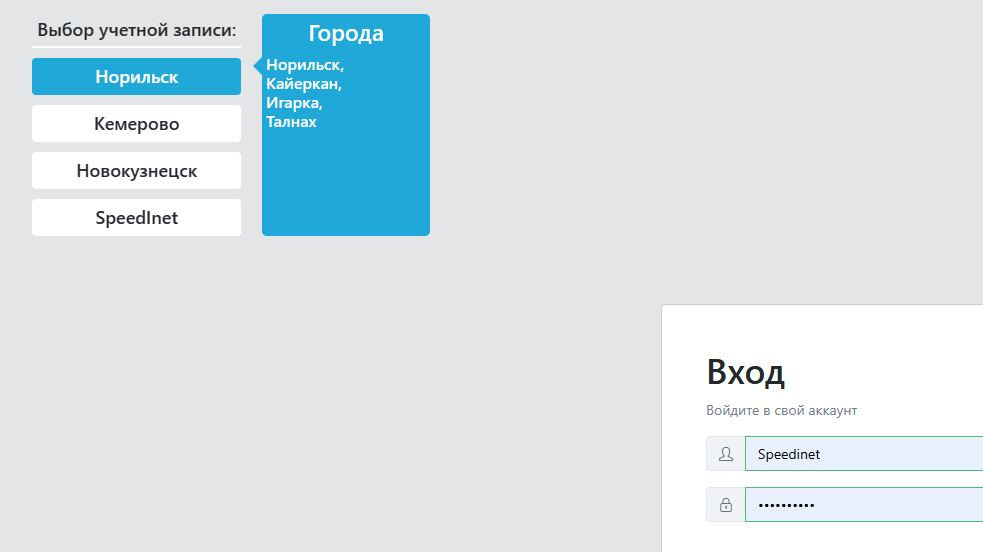 Выбор учетной записи:
Норильск
Кемерово
Новокузнецск
SpeedInet
Города
Норильск,
Кайеркан,
Игарка,
Талнах
Вход
Войдите в свой аккаунт
Speedinet
••••••••••